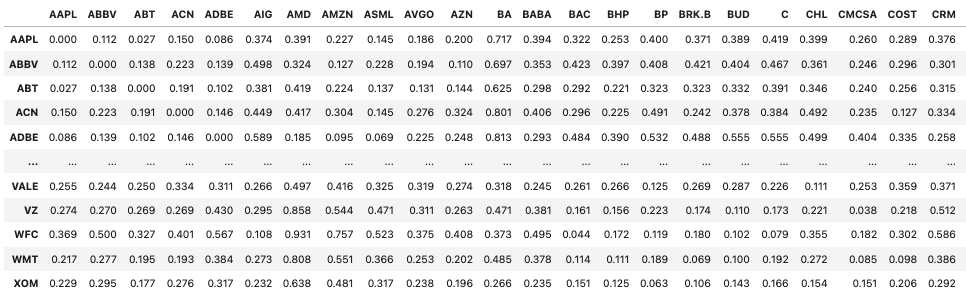 AAPL ABBV ABT ACN ADBE AIG AMD AMZN ASML AVGO AZN BA BABA BAC BHP BP BRK.B BUD C CHL CMCSA COST CRM
AAPL 0.000 0.112 0.027 0.150 0.086 0.374 0.391 0.227 0.145 0.186 0.200 0.717 0.394 0.322 0.253 0.400 0.371 0.389 0.419 0.399 0.260 0.289 0.376
ABBV 0.112 0.000 0.138 0.223 0.139 0.498 0.324 0.127 0.228 0.194 0.110 0.697 0.353 0.423 0.397 0.408 0.421 0.404 0.467 0.361 0.246 0.296 0.301
ABT 0.027 0.138 0.000 0.191 0.102 0.381 0.419 0.224 0.137 0.131 0.144 0.625 0.298 0.292 0.221 0.323 0.323 0.332 0.391 0.346 0.240 0.256 0.315
ACN 0.150 0.223 0.191 0.000 0.146 0.449 0.417 0.304 0.145 0.276 0.324 0.801 0.406 0.296 0.225 0.491 0.242 0.378 0.384 0.492 0.235 0.127 0.334
ADBE 0.086 0.139 0.102 0.146 0.000 0.589 0.185 0.095 0.069 0.225 0.248 0.813 0.293 0.484 0.390 0.532 0.488 0.555 0.555 0.499 0.404 0.335 0.258
... ... ... ... ... ... ... ... ... ... ... ... ... ... ... ... ... ... ... ... ... ... ... ...
VALE 0.255 0.244 0.250 0.334 0.311 0.266 0.497 0.416 0.325 0.319 0.274 0.318 0.245 0.261 0.266 0.125 0.269 0.287 0.226 0.111 0.253 0.359 0.371
VZ 0.274 0.270 0.269 0.269 0.430 0.295 0.858 0.544 0.471 0.311 0.263 0.471 0.381 0.161 0.156 0.223 0.174 0.110 0.173 0.221 0.038 0.218 0.512
WFC 0.369 0.500 0.327 0.401 0.567 0.108 0.931 0.757 0.523 0.375 0.408 0.373 0.495 0.044 0.172 0.119 0.180 0.102 0.079 0.355 0.182 0.302 0.586
WMT 0.217 0.277 0.195 0.193 0.384 0.273 0.808 0.551 0.366 0.253 0.202 0.485 0.378 0.114 0.111 0.189 0.069 0.100 0.192 0.272 0.085 0.098 0.386
XOM 0.229 0.295 0.177 0.276 0.317 0.232 0.638 0.481 0.317 0.238 0.196 0.266 0.235 0.151 0.125 0.063 0.106 0.143 0.166 0.154 0.151 0.206 0.292